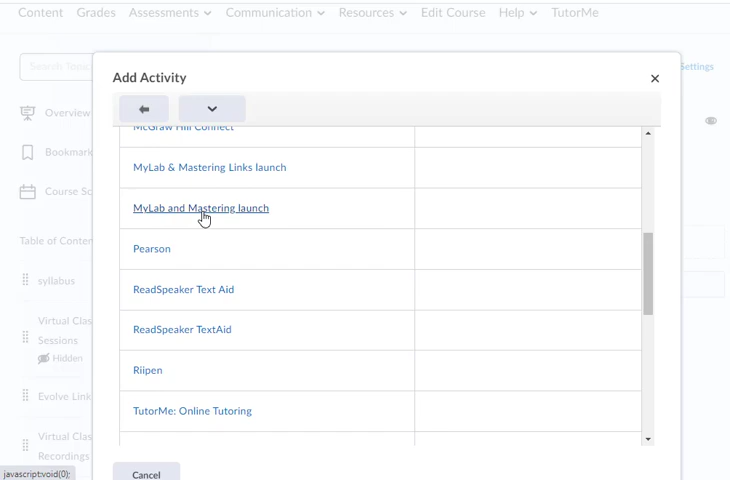 Content Grades Assessments Communication Resources Edit Course Help TutorMe
Search Topic
Settings
Overview
Bookmark
Course Sc
Table of Conten
syllabus
Virtual Clas
Sessions
Hidden
Evolve Link
Virtual Clas
Recordings
Add Activity
McGraw Hill Connect
MyLab & Mastering Links launch
MyLab and Mastering launch
Pearson
ReadSpeaker Text Aid
ReadSpeaker TextAid
Riipen
TutorMe: Online Tutoring
Cancel
javascript:void(0);